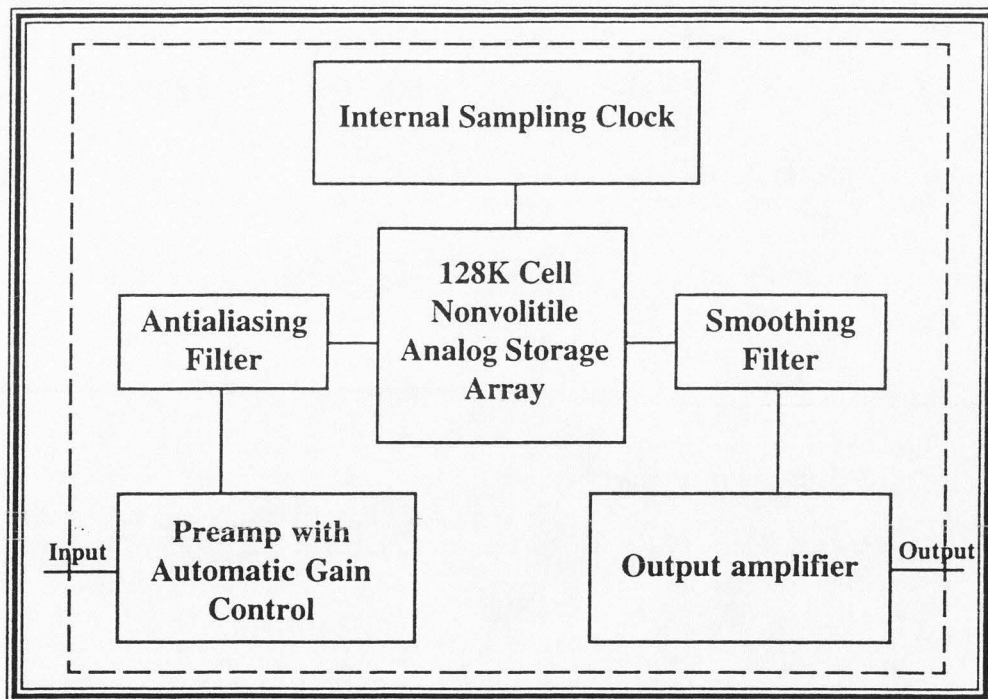 Internal Sampling Clock
128K Cell
Nonvolitile
Analog Storage
Array
Antialiasing
Filter
Smoothing
Filter
Input
Preamp with
Automatic Gain
Control
Output amplifier
Output